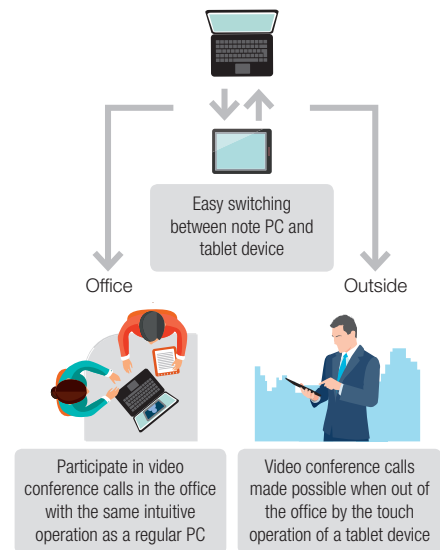 Easy switching
between note PC and
tablet device
Office
Outside
Participate in video
conference calls in the office
with the same intuitive
operation as a regular PC
Video conference calls
made possible when out of
the office by the touch
operation of a tablet device